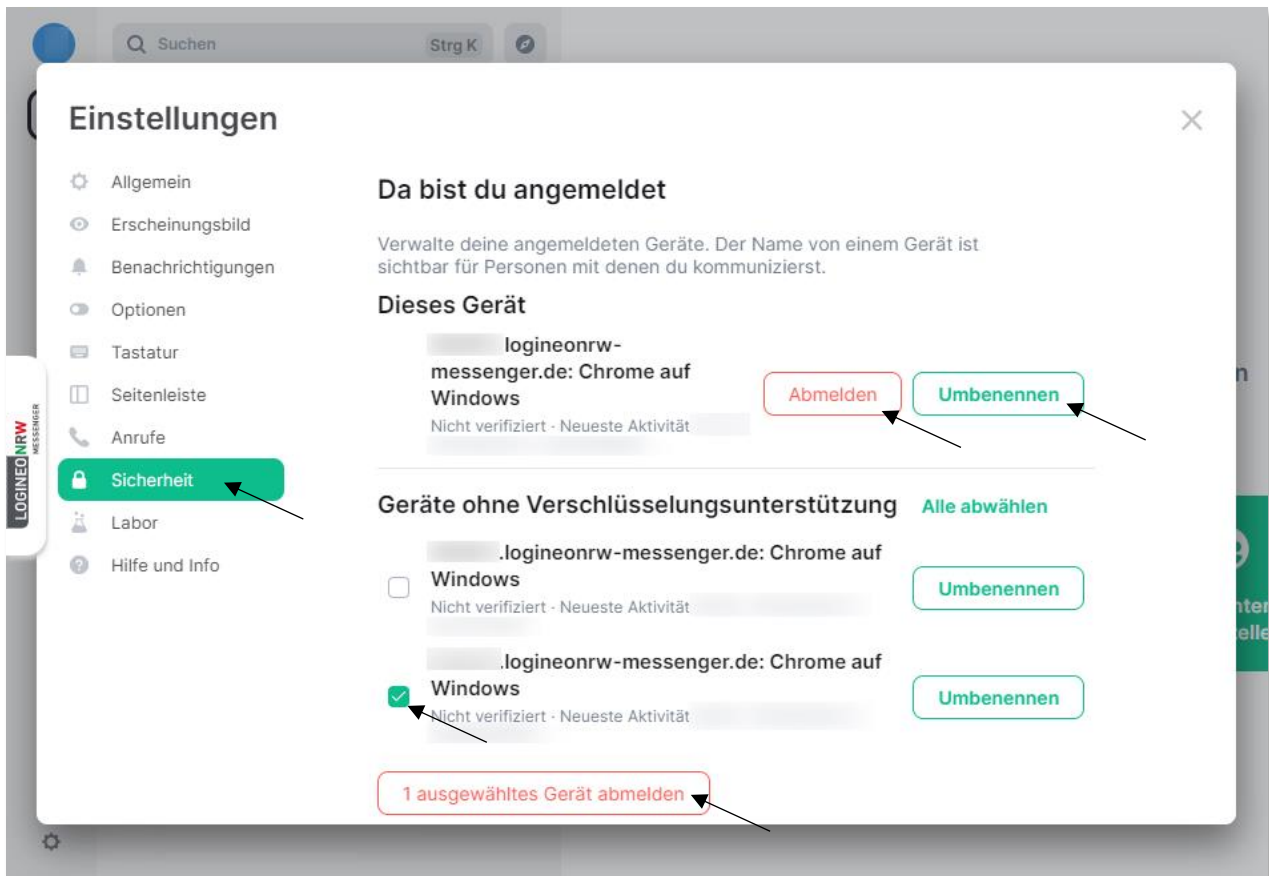 Suchen
Strg K
Einstellungen
Allgemein
Erscheinungsbild
Benachrichtigungen
Optionen
Tastatur
Seitenleiste
Anrufe
Sicherheit
Labor
Hilfe und Info
LOGINEO NRW
MESSENGER
Da bist du angemeldet
Verwalte deine angemeldeten Geräte. Der Name von einem Gerät ist
sichtbar für Personen mit denen du kommunizierst.
Dieses Gerät
logineonrw-
messenger.de: Chrome auf
Windows
Nicht verifiziert · Neueste Aktivität
Abmelden
Umbenennen
Geräte ohne Verschlüsselungsunterstützung
Alle abwählen
.logineonrw-messenger.de: Chrome auf
Windows
Nicht verifiziert · Neueste Aktivität
Umbenennen
.logineonrw-messenger.de: Chrome auf
Windows
Nicht verifiziert · Neueste Aktivität
Umbenennen
1 ausgewähltes Gerät abmelden